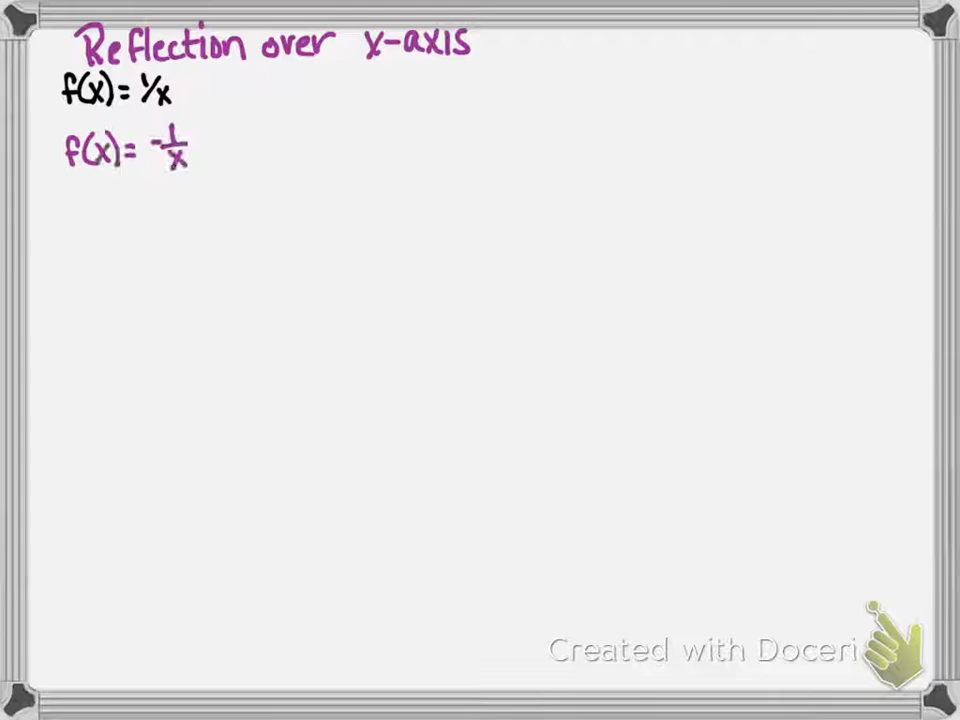 Reflection over x-axis
f(x) = 1/x
f(x) = -1/x
Created with Doceri